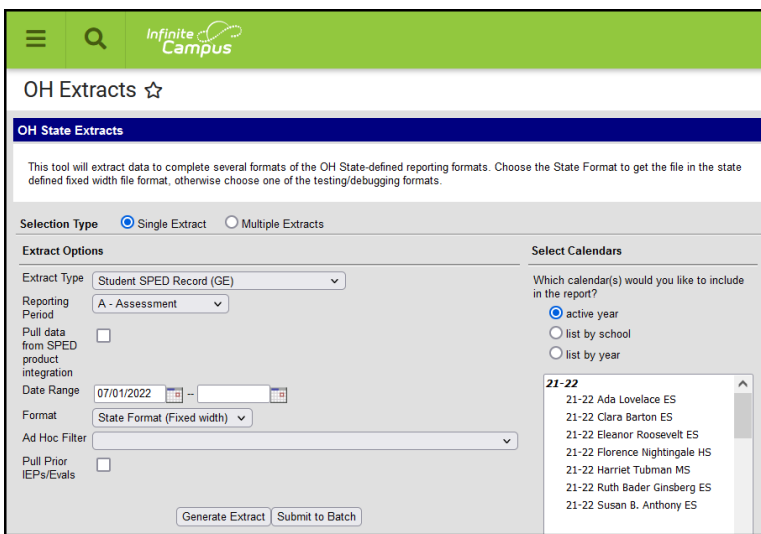 Infinite
Campus
OH Extracts
OH State Extracts
This tool will extract data to complete several formats of the OH State-defined reporting formats. Choose the State Format to get the file in the state
defined fixed width file format, otherwise choose one of the testing/debugging formats.
Selection Type Single Extract Multiple Extracts
Extract Options
Extract Type Student SPED Record (GE)
Reporting
Period
A - Assessment
Pull data
from SPED
product
integration
Date Range 07/01/2022 --
Format State Format (Fixed width)
Ad Hoc Filter
Pull Prior
IEPs/Evals
Generate Extract Submit to Batch
Select Calendars
Which calendar(s) would you like to include
in the report?
active year
list by school
list by year
21-22
21-22 Ada Lovelace ES
21-22 Clara Barton ES
21-22 Eleanor Roosevelt ES
21-22 Florence Nightingale HS
21-22 Harriet Tubman MS
21-22 Ruth Bader Ginsberg ES
21-22 Susan B. Anthony ES